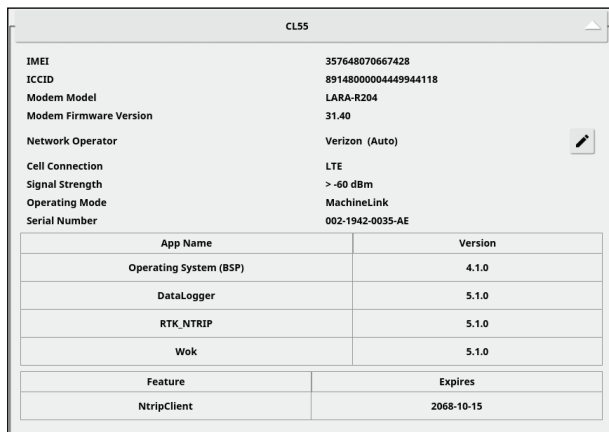 CL55
IMEI 357648070667428
ICCID 89148000004449944118
Modem Model LARA-R204
Modem Firmware Version 31.40
Network Operator Verizon (Auto)
Cell Connection LTE
Signal Strength > -60 dBm
Operating Mode MachineLink
Serial Number 002-1942-0035-AE
App Name Version
Operating System (BSP) 4.1.0
DataLogger 5.1.0
RTK_NTRIP 5.1.0
Wok 5.1.0
Feature Expires
NtripClient 2068-10-15